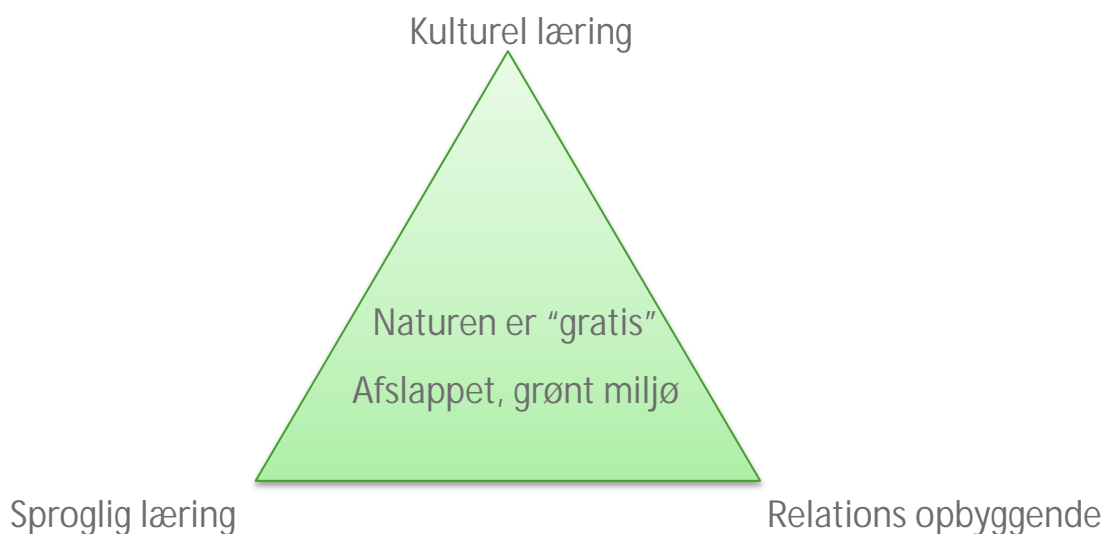 Kulturel læring
Naturen er “gratis”
Afslappet, grønt miljø
Sproglig læring
Relations opbyggende